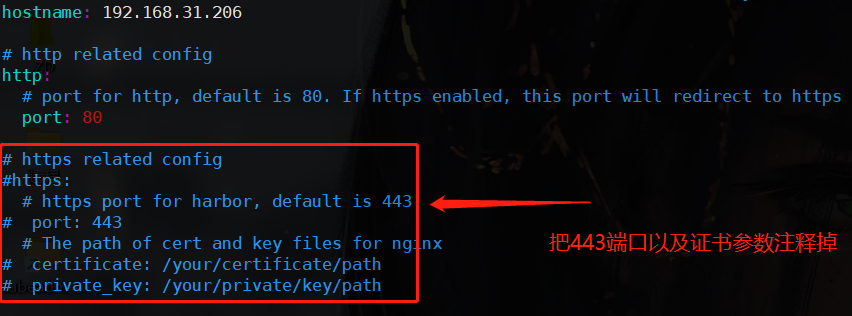 hostname: 192.168.31.206
# http related config
http:
# port for http, default is 80. If https enabled, this port will redirect to https
port: 80
# https related config
#https:
# https port for harbor, default is 443
#  port: 443
# The path of cert and key files for nginx
#  certificate: /your/certificate/path
#  private_key: /your/private/key/path
把443端口以及证书参数注释掉